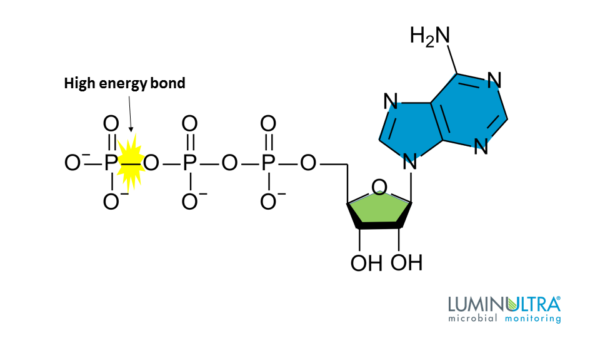 H₂N
High energy bond
N
N
O
O
O
N
N
O⁻
P
O
P
O
P
O
O
O⁻
O⁻
O⁻
OH
OH
LUMINULTRA®
microbial monitoring